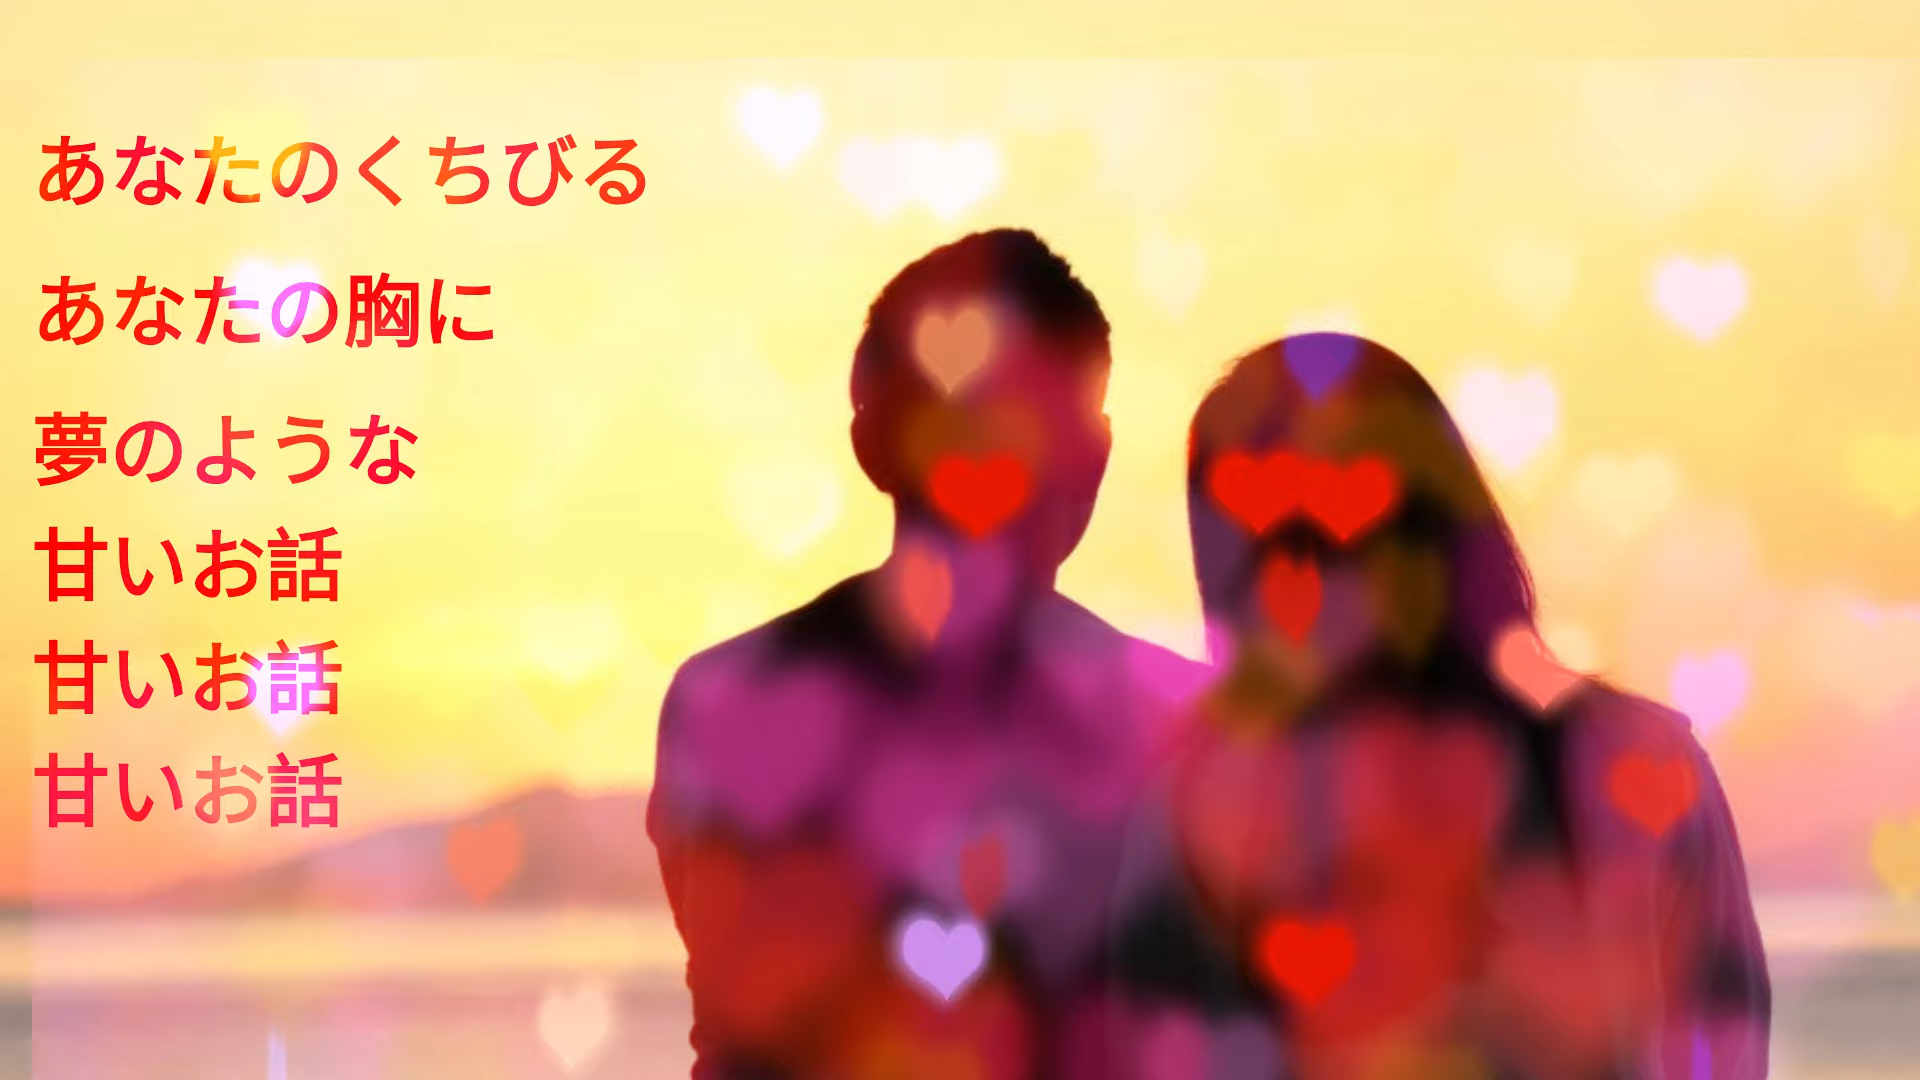 あなたのくちびる
あなたの胸に
夢のような
甘いお話
甘いお話
甘いお話